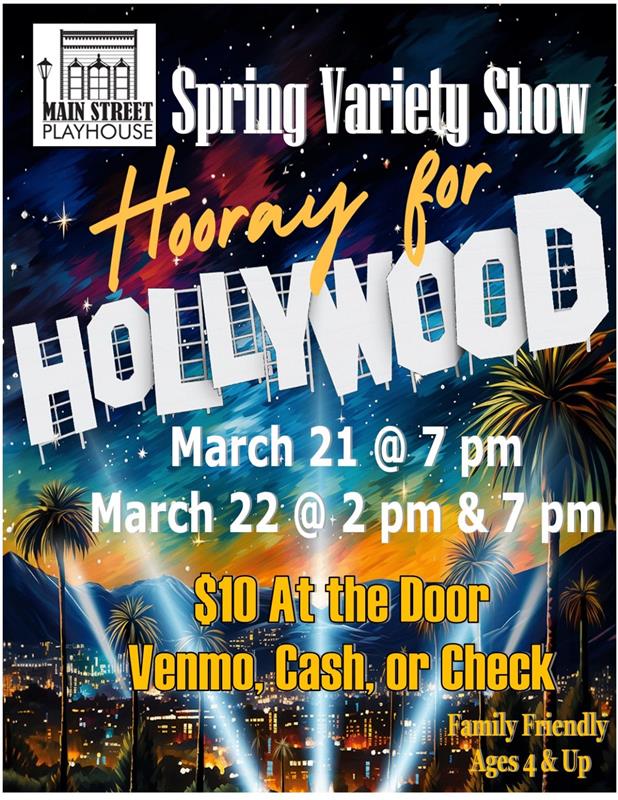 MAIN STREET
PLAYHOUSE
Spring Variety Show
Hooray for
HOLLYWOOD
March 21 @ 7 pm
March 22 @ 2 pm & 7 pm
$10 At the Door
Venmo, Cash, or Check
Family Friendly
Ages 4 & Up